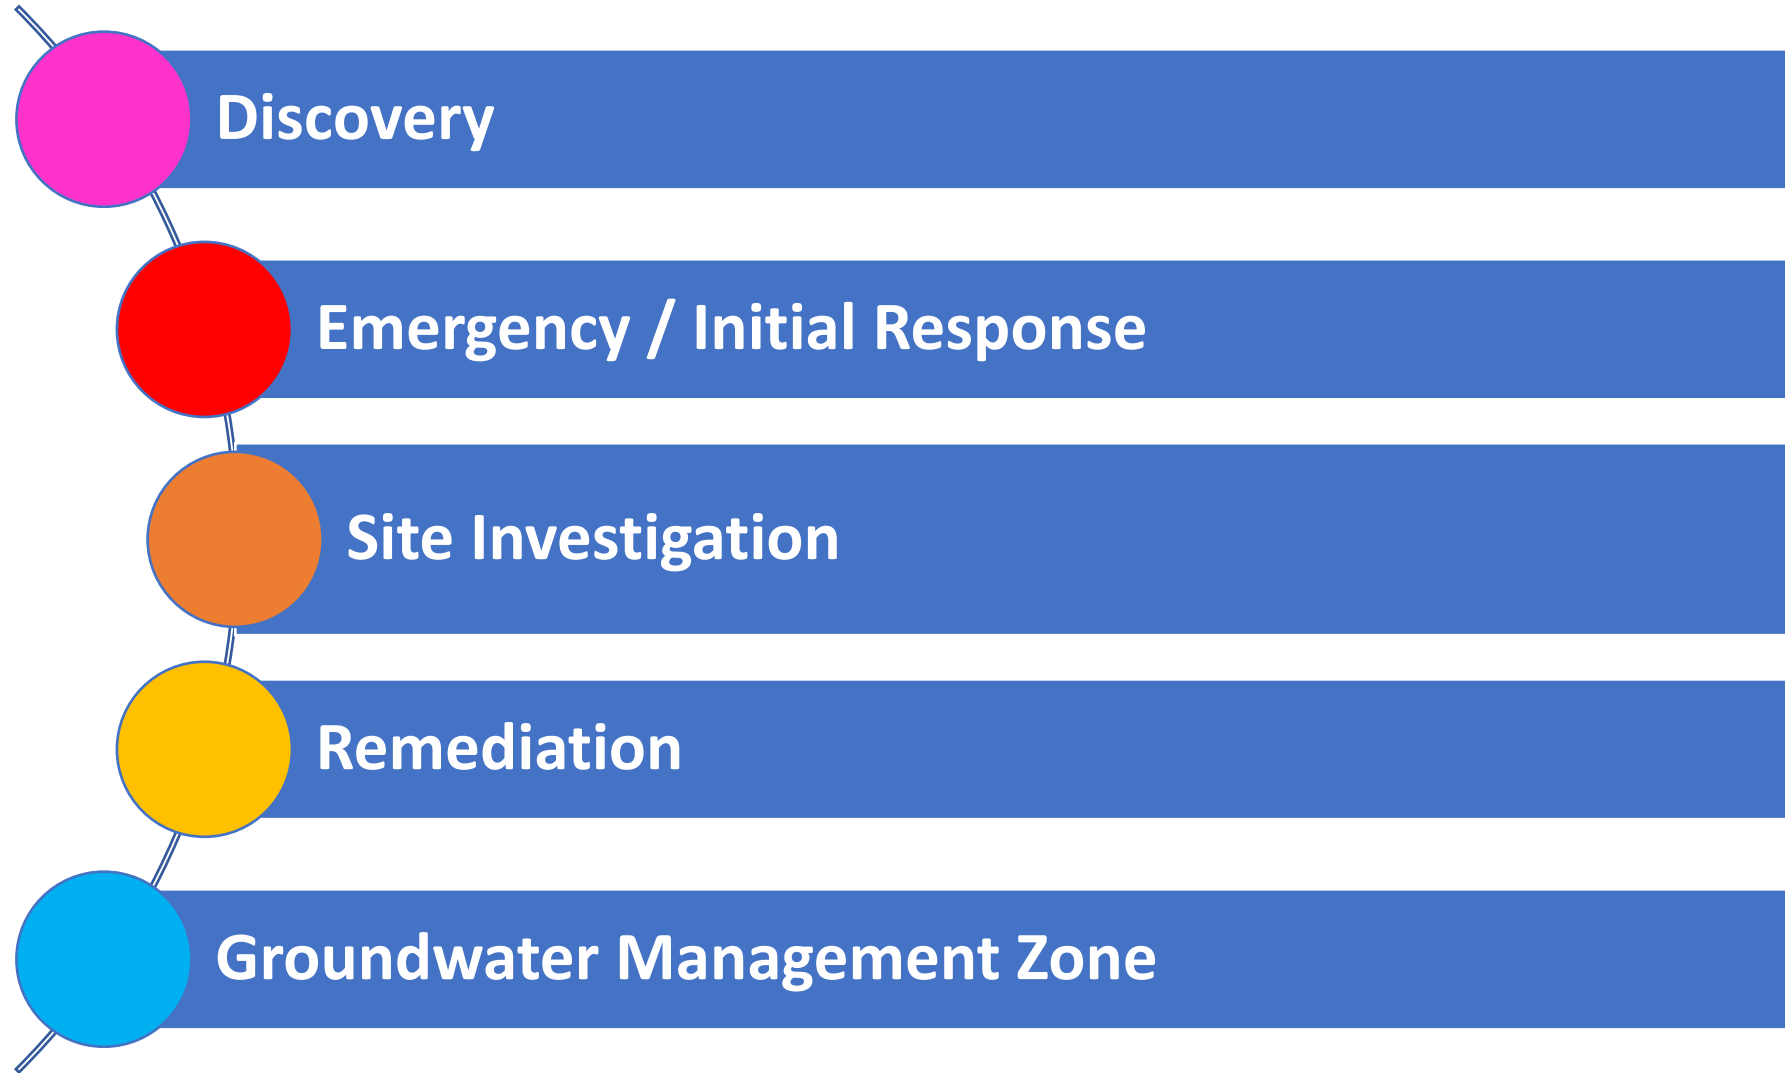 Discovery
Emergency / Initial Response
Site Investigation
Remediation
Groundwater Management Zone